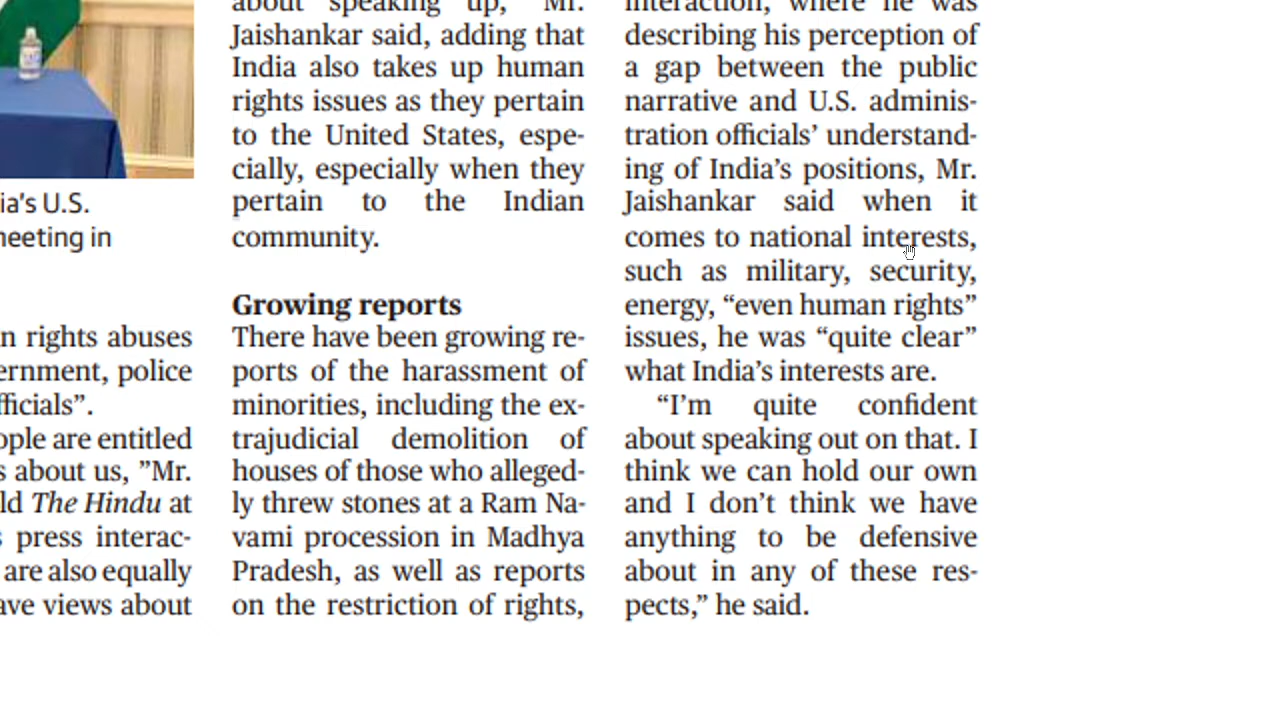 ia's U.S.
neeting in
n rights abuses
ernment, police
fficials”.
ople are entitled
s about us, ”Mr.
ld The Hindu at
s press interac-
are also equally
ave views about
about speaking up,” Mr.
Jaishankar said, adding that
India also takes up human
rights issues as they pertain
to the United States, espe-
cially, especially when they
pertain to the Indian
community.
Growing reports
There have been growing re-
ports of the harassment of
minorities, including the ex-
trajudicial demolition of
houses of those who alleged-
ly threw stones at a Ram Na-
vami procession in Madhya
Pradesh, as well as reports
on the restriction of rights,
interaction, where he was
describing his perception of
a gap between the public
narrative and U.S. adminis-
tration officials’ understand-
ing of India’s positions, Mr.
Jaishankar said when it
comes to national interests,
such as military, security,
energy, “even human rights”
issues, he was “quite clear”
what India’s interests are.
“I’m quite confident
about speaking out on that. I
think we can hold our own
and I don’t think we have
anything to be defensive
about in any of these res-
pects,” he said.